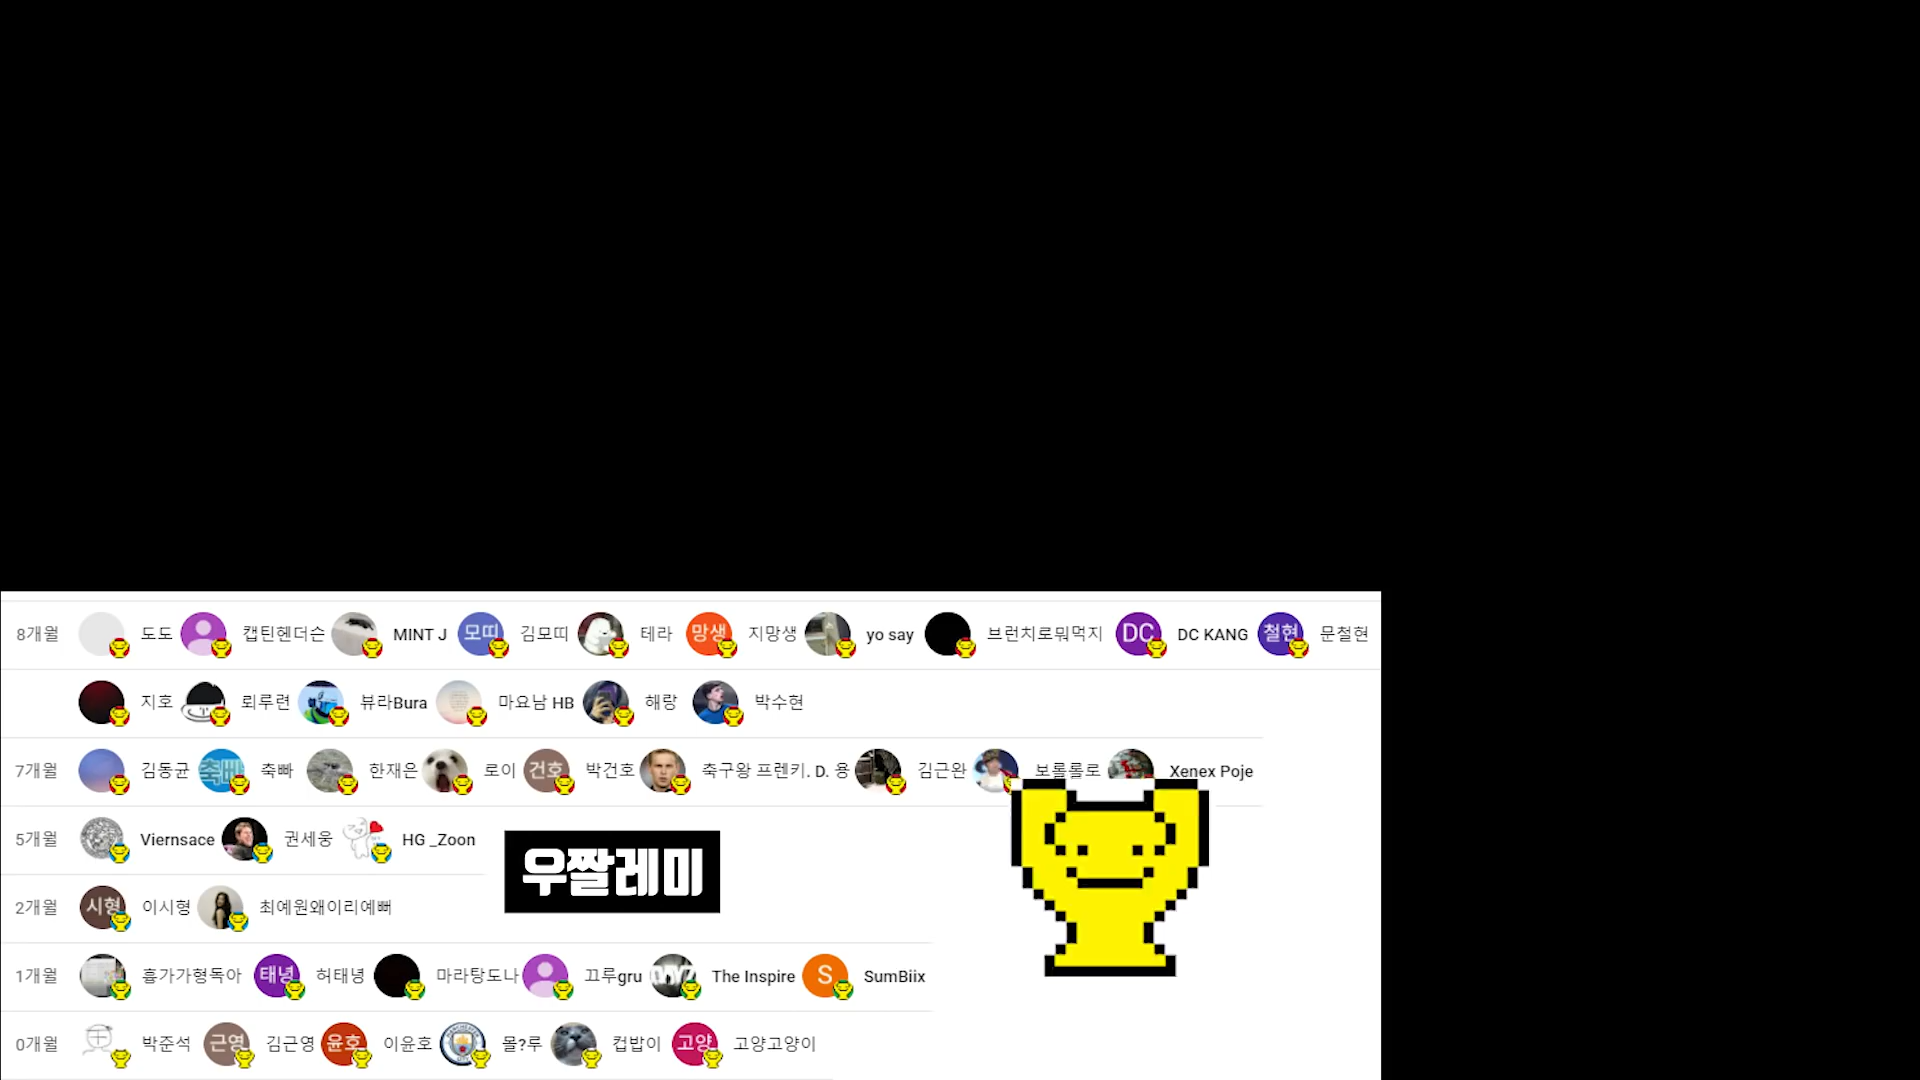 8개월 도도 캡틴헨더슨 MINT J 모띠 김모띠 테라 망생 지망생 yo say 브런치로뭐먹지 DC DC KANG 철현 문철현
지호 뢰루련 뷰라Bura 마요남 HB 해랑 박수현
7개월 김동균 축빠 축빠 한재은 로이 건호 박건호 축구왕 프렌키. D. 용 김근완 보롤롤로 Xenex Poje
5개월 Viernsace 권세웅 HG _Zoon
우짤레미
2개월 시형 이시형 최예원왜이리예뻐
1개월 흠가가형독아 태녕 허태녕 마라탕도나 끄루gru The Inspire S SumBiix
0개월 박준석 근영 김근영 윤호 이윤호 몰?루 컵밥이 고양 고양고양이